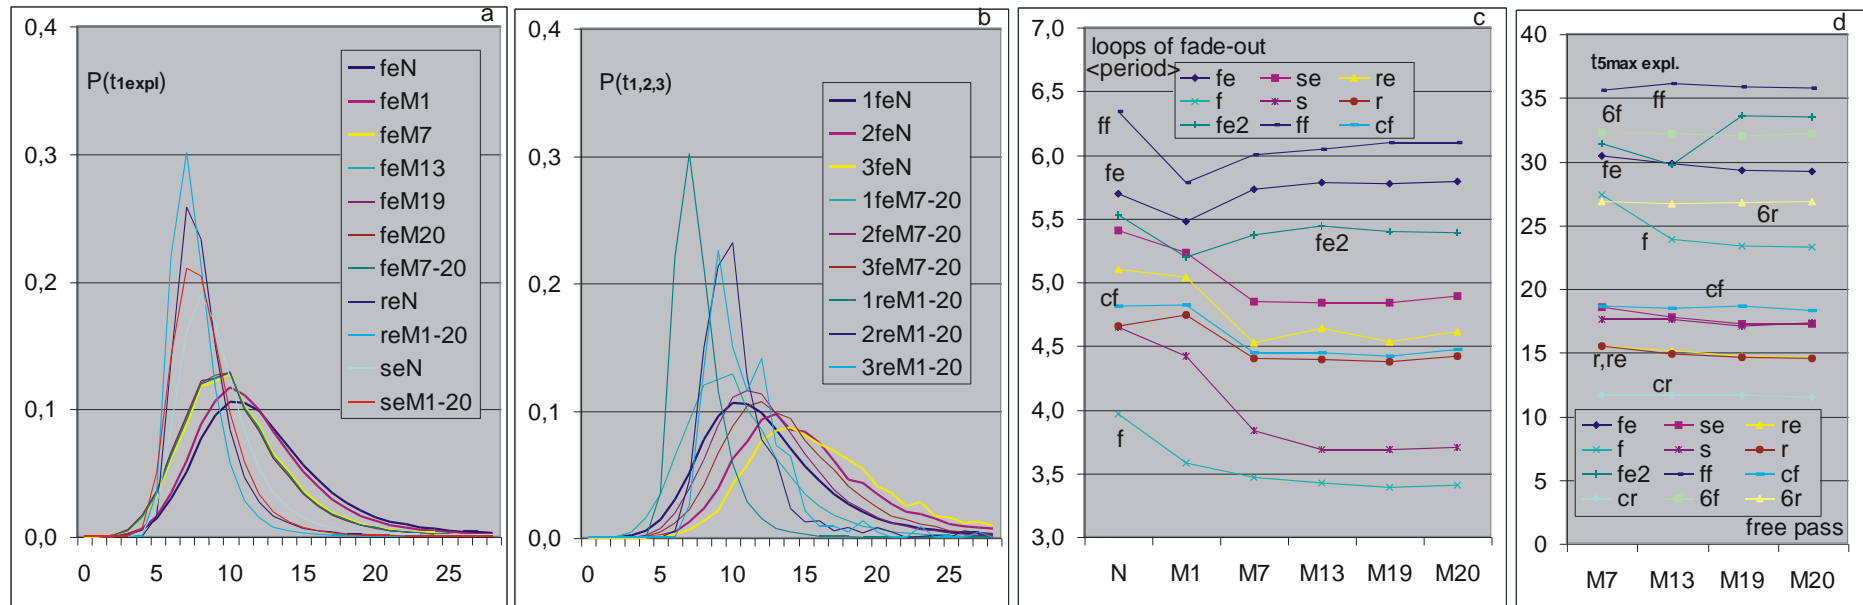 a
0,4
0,3
0,2
0,1
0,0
P(t1expl)
feN
feM1
feM7
feM13
feM19
feM20
feM7-20
reN
reM1-20
seN
seM1-20
0 5 10 15 20 25
b
0,4
0,3
0,2
0,1
0,0
P(t1,2,3)
1feN
2feN
3feN
1feM7-20
2feM7-20
3feM7-20
1reM1-20
2reM1-20
3reM1-20
0 5 10 15 20 25
c
7,0
6,5
6,0
5,5
5,0
4,5
4,0
3,5
3,0
loops of fade-out
<period>
fe se re
f s r
fe2 ff cf
ff
fe
fe2
cf
f
N M1 M7 M13 M19 M20
d
40
35
30
25
20
15
10
5
0
t5max expl.
ff
6f
fe
6r
f
cf
r,re
cr
fe se re
f s r
fe2 ff cf
cr 6f 6r
free pass
M7 M13 M19 M20